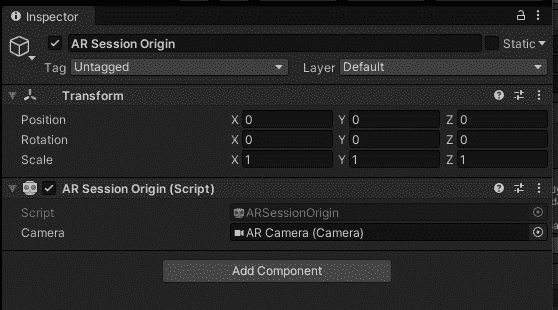 Inspector
AR Session Origin Static
Tag Untagged Layer Default
Transform
Position X 0 Y 0 Z 0
Rotation X 0 Y 0 Z 0
Scale X 1 Y 1 Z 1
AR Session Origin (Script)
Script ARSessionOrigin
Camera AR Camera (Camera)
Add Component